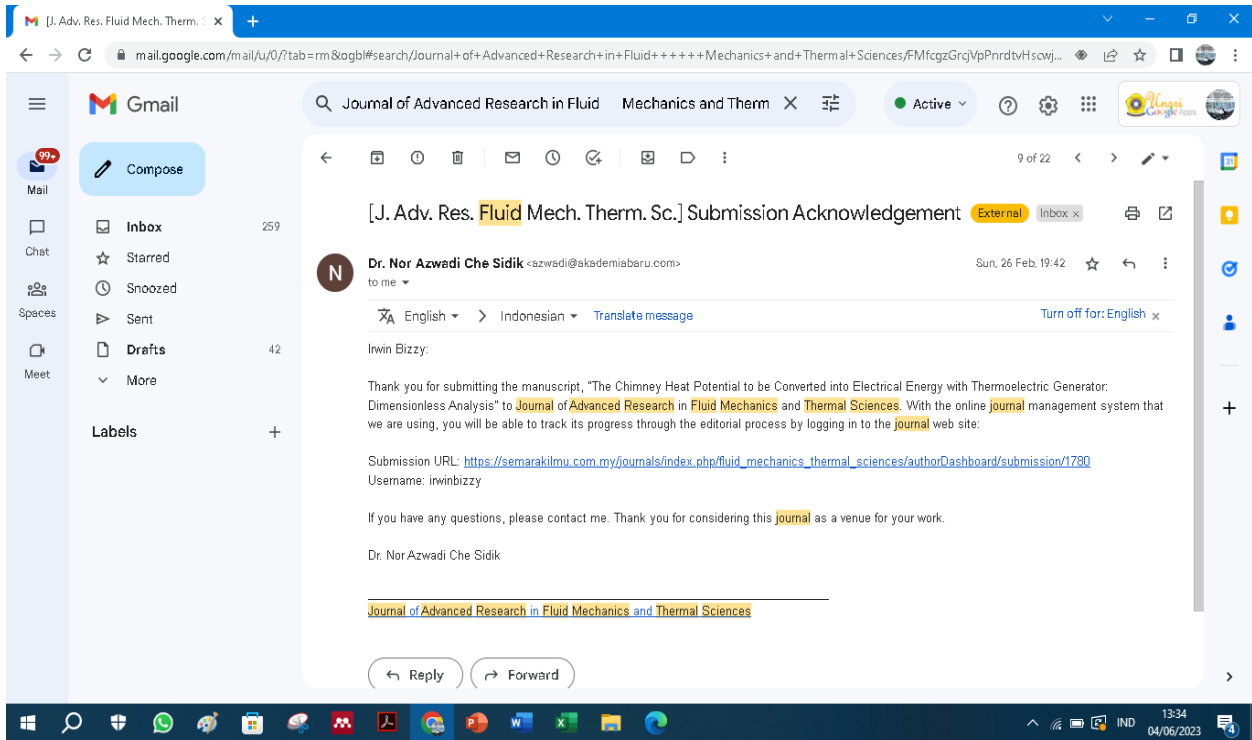 [J. Adv. Res. Fluid Mech. Therm. S
mail.google.com/mail/u/0/?tab=rm&ogbl#search/Journal+of+Advanced+Research+in+Fluid++++++Mechanics+and+Thermal+Sciences/FMfcgzGrcjVpPnrdtvHscwj...
Gmail
Journal of Advanced Research in Fluid Mechanics and Therm
Active
Unsri
Google Apps
99+
Mail
Compose
9 of 22
31
Chat
Spaces
Meet
Inbox 259
Starred
Snoozed
Sent
Drafts 42
More
Labels
[J. Adv. Res. Fluid Mech. Therm. Sc.] Submission Acknowledgement External Inbox x
N
Dr. Nor Azwadi Che Sidik <azwadi@akademiabaru.com> Sun, 26 Feb, 19:42
to me
English > Indonesian Translate message Turn off for: English x
Irwin Bizzy:
Thank you for submitting the manuscript, "The Chimney Heat Potential to be Converted into Electrical Energy with Thermoelectric Generator:
Dimensionless Analysis" to Journal of Advanced Research in Fluid Mechanics and Thermal Sciences. With the online journal management system that
we are using, you will be able to track its progress through the editorial process by logging in to the journal web site:
Submission URL: https://semarakilmu.com.my/journals/index.php/fluid_mechanics_thermal_sciences/authorDashboard/submission/1780
Username: irwinbizzy
If you have any questions, please contact me. Thank you for considering this journal as a venue for your work.
Dr. Nor Azwadi Che Sidik
Journal of Advanced Research in Fluid Mechanics and Thermal Sciences
Reply Forward
IND
13:34
04/06/2023
4